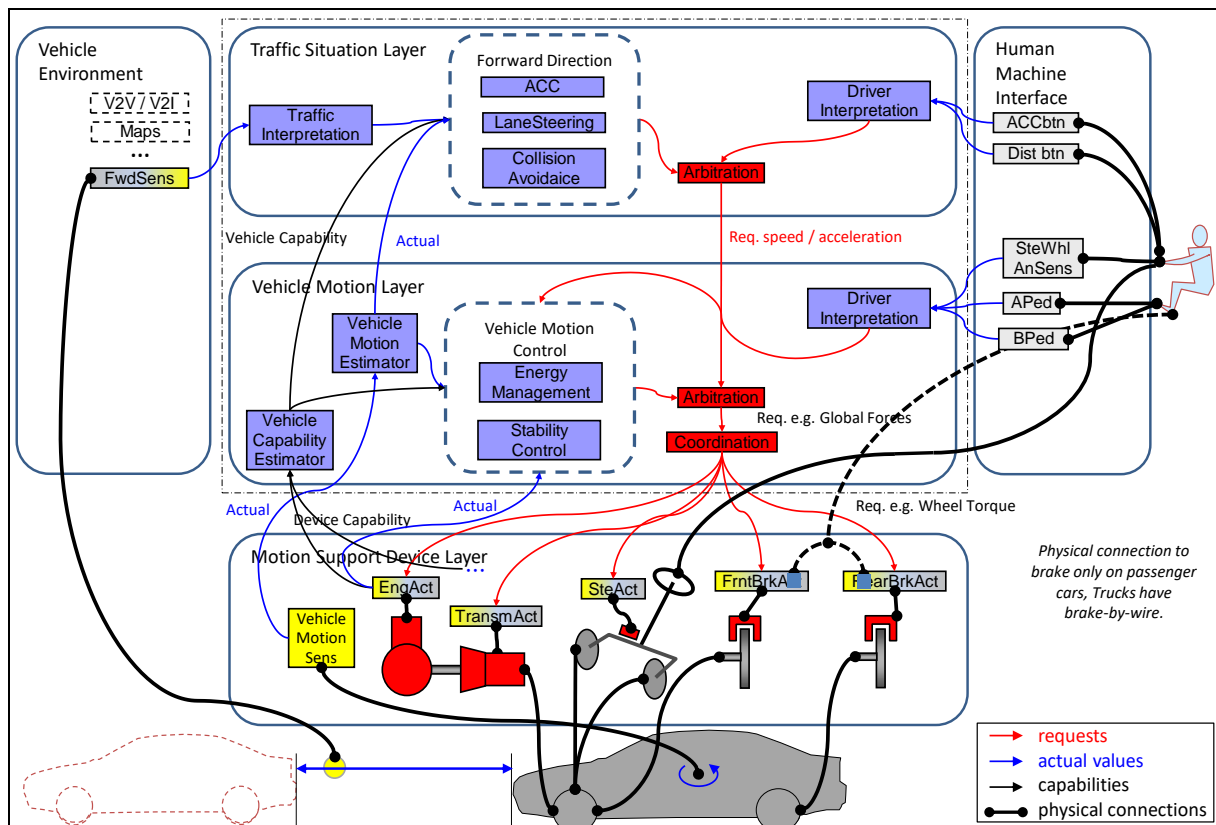 Vehicle
Environment
V2V / V2I
Maps
...
FwdSens
Traffic Situation Layer
Traffic
Interpretation
Forrward Direction
ACC
LaneSteering
Collision
Avoidaice
Driver
Interpretation
Arbitration
Human
Machine
Interface
ACCbtn
Dist btn
SteWhl
AnSens
APed
BPed
Vehicle Capability
Actual
Req. speed / acceleration
Vehicle Motion Layer
Vehicle
Motion
Estimator
Vehicle Motion
Control
Energy
Management
Stability
Control
Driver
Interpretation
Arbitration
Req. e.g. Global Forces
Coordination
Vehicle
Capability
Estimator
Actual
Device Capability
Actual
Req. e.g. Wheel Torque
Motion Support Device Layer
...
EngAct
TransmAct
SteAct
FrntBrkAct
RearBrkAct
Vehicle
Motion
Sens
Physical connection to
brake only on passenger
cars, Trucks have
brake-by-wire.
requests
actual values
capabilities
physical connections